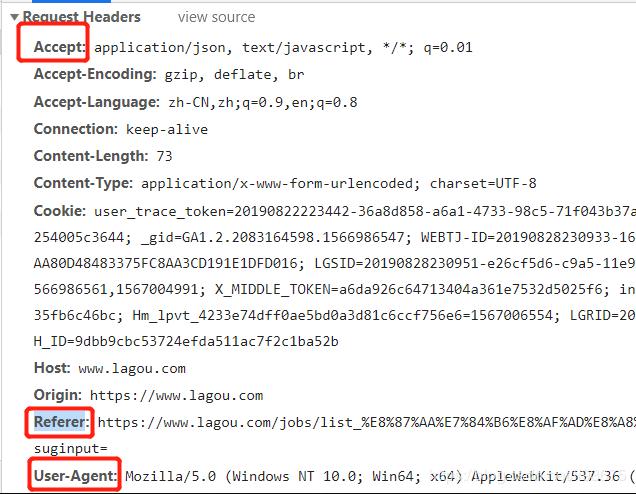 Request Headers view source
Accept: application/json, text/javascript, */*; q=0.01
Accept-Encoding: gzip, deflate, br
Accept-Language: zh-CN,zh;q=0.9,en;q=0.8
Connection: keep-alive
Content-Length: 73
Content-Type: application/x-www-form-urlencoded; charset=UTF-8
Cookie: user_trace_token=20190822223442-36a8d858-a6a1-4733-98c5-71f043b37a
254005c3644; _gid=GA1.2.2083164598.1566986547; WEBTJ-ID=20190828230933-16
AA80D48483375FC8AA3CD191E1DFD016; LGSID=20190828230951-e26cf5d6-c9a5-11e9
566986561,1567004991; X_MIDDLE_TOKEN=a6da926c64713404a361e7532d5025f6; in
35fb6c46bc; Hm_lpvt_4233e74dff0ae5bd0a3d81c6ccf756e6=1567006554; LGRID=20
H_ID=9dbb9cbc53724efda511ac7f2c1ba52b
Host: www.lagou.com
Origin: https://www.lagou.com
Referer: https://www.lagou.com/jobs/list_%E8%87%AA%E7%84%B6%E8%AF%AD%E8%A8%
suginput=
User-Agent: Mozilla/5.0 (Windows NT 10.0; Win64; x64) AppleWebKit/537.36 (